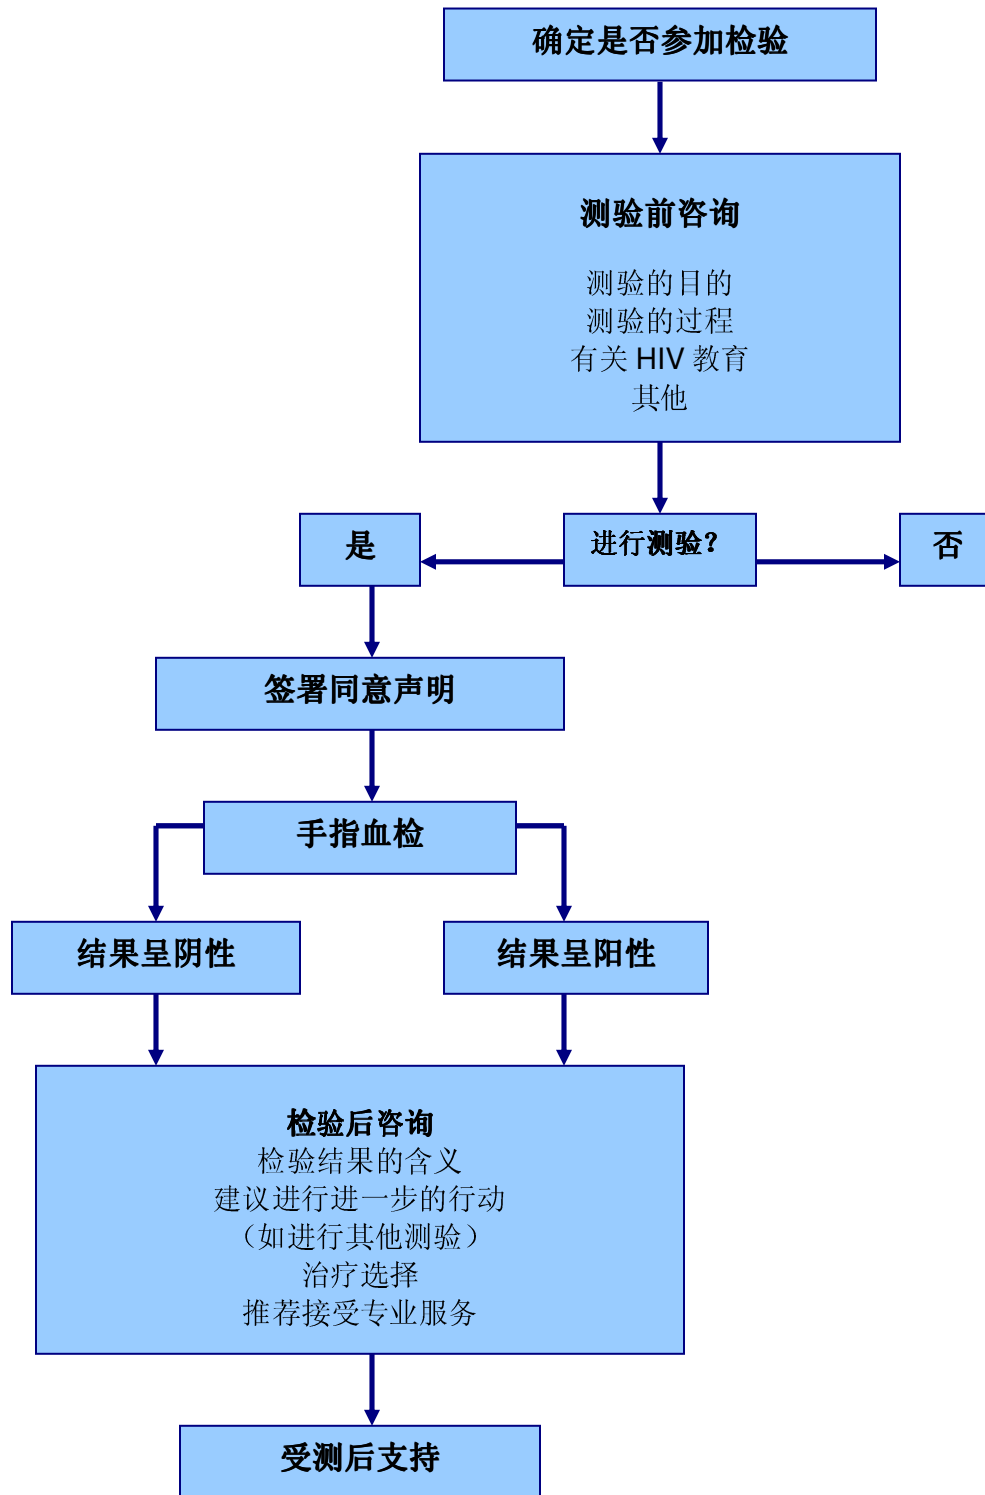 确定是否参加检验
测验前咨询
测验的目的
测验的过程
有关 HIV 教育
其他
是
进行测验?
否
签署同意声明
手指血检
结果呈阴性
结果呈阳性
检验后咨询
检验结果的含义
建议进行进一步的行动
（如进行其他测验）
治疗选择
推荐接受专业服务
受测后支持